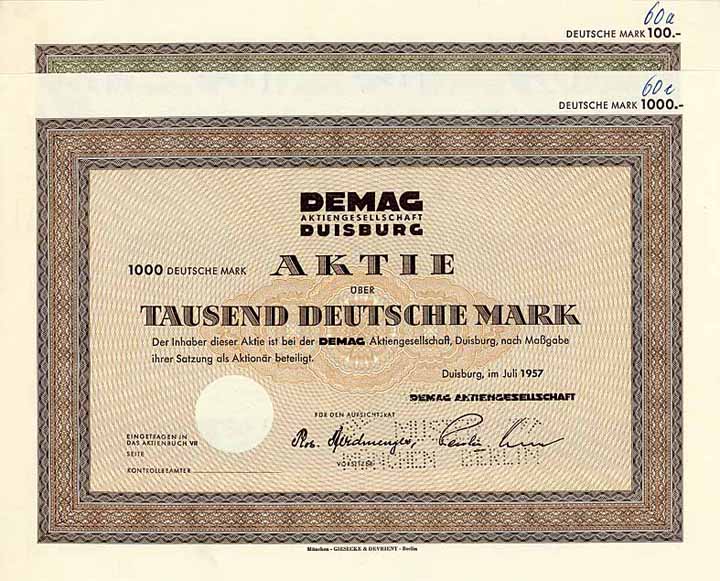 60a
DEUTSCHE MARK 100.-
60c
DEUTSCHE MARK 1000.-
DEMAG
AKTIENGESELLSCHAFT
DUISBURG
1000 DEUTSCHE MARK AKTIE
ÜBER
TAUSEND DEUTSCHE MARK
Der Inhaber dieser Aktie ist bei der DEMAG Aktiengesellschaft, Duisburg, nach Maßgabe
ihrer Satzung als Aktionär beteiligt.
Duisburg, im Juli 1957
DEMAG AKTIENGESELLSCHAFT
FÜR DEN AUFSICHTSRAT
EINGETRAGEN IN
DAS AKTIENBUCH VII
SEITE
VORSITZER
KONTROLLBEAMTER
München - GIESECKE & DEVRIENT - Berlin